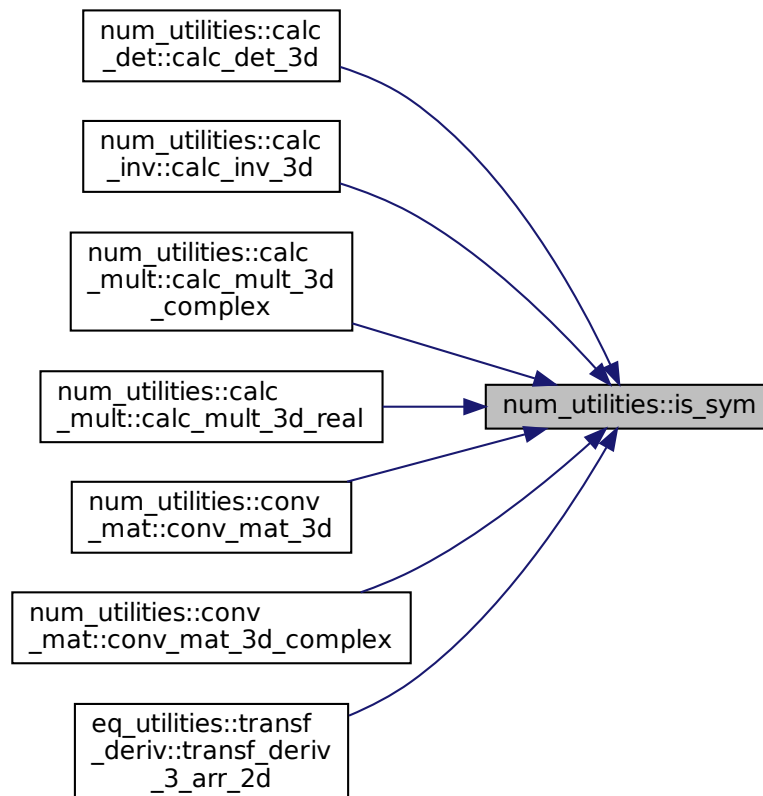 num_utilities::calc
_det::calc_det_3d
num_utilities::calc
_inv::calc_inv_3d
num_utilities::calc
_mult::calc_mult_3d
_complex
num_utilities::calc
_mult::calc_mult_3d_real
num_utilities::is_sym
num_utilities::conv
_mat::conv_mat_3d
num_utilities::conv
_mat::conv_mat_3d_complex
eq_utilities::transf
_deriv::transf_deriv
_3_arr_2d